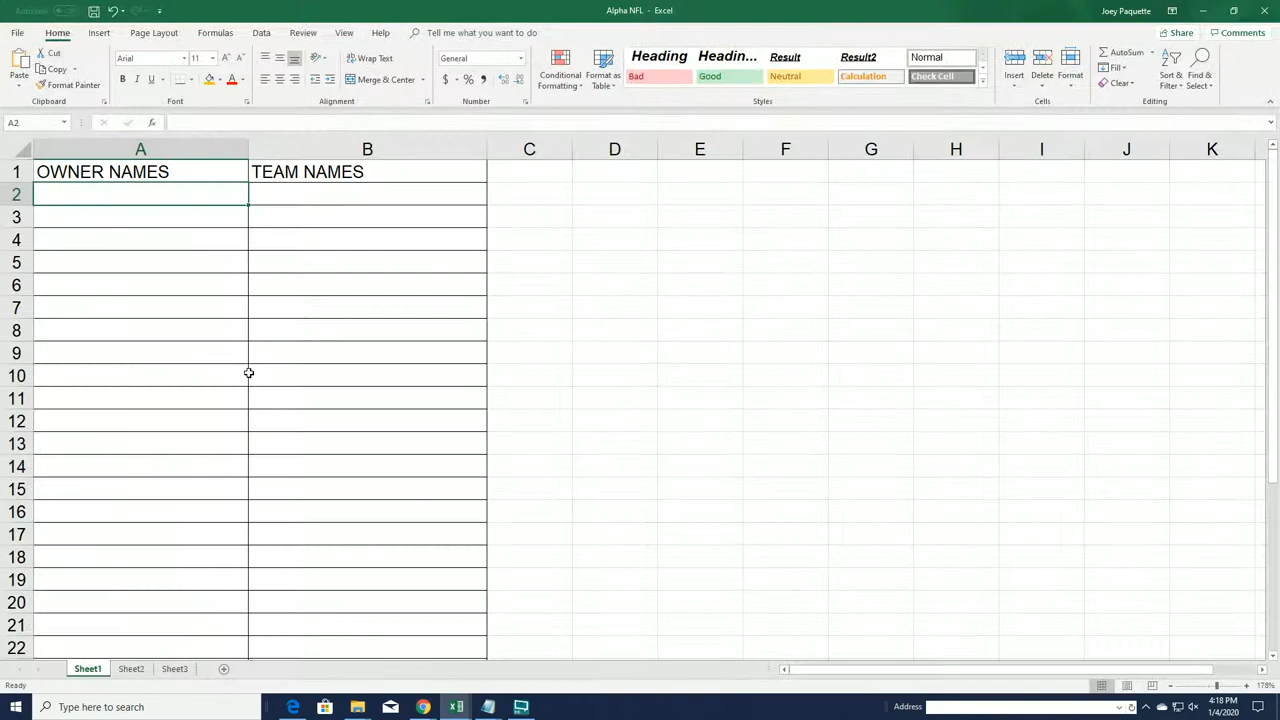 AutoSave Off
Alpha NFL - Excel
Joey Paquette
File Home Insert Page Layout Formulas Data Review View Help Tell me what you want to do
Share Comments
Paste
Cut
Copy
Format Painter
Clipboard
Arial 11 A A
B I U A
Font
Wrap Text
Merge & Center
Alignment
General
$ % ,
Number
Conditional Formatting
Format as Table
Heading Headin... Result Result2 Normal
Bad Good Neutral Calculation Check Cell
Styles
Insert Delete Format
Cells
AutoSum
Fill
Clear
Sort & Filter
Find & Select
Editing
A2 fx
A B C D E F G H I J K
1 OWNER NAMES TEAM NAMES
2
3
4
5
6
7
8
9
10
11
12
13
14
15
16
17
18
19
20
21
22
Sheet1 Sheet2 Sheet3
Ready
178%
Type here to search
Address
4:18 PM
1/4/2020